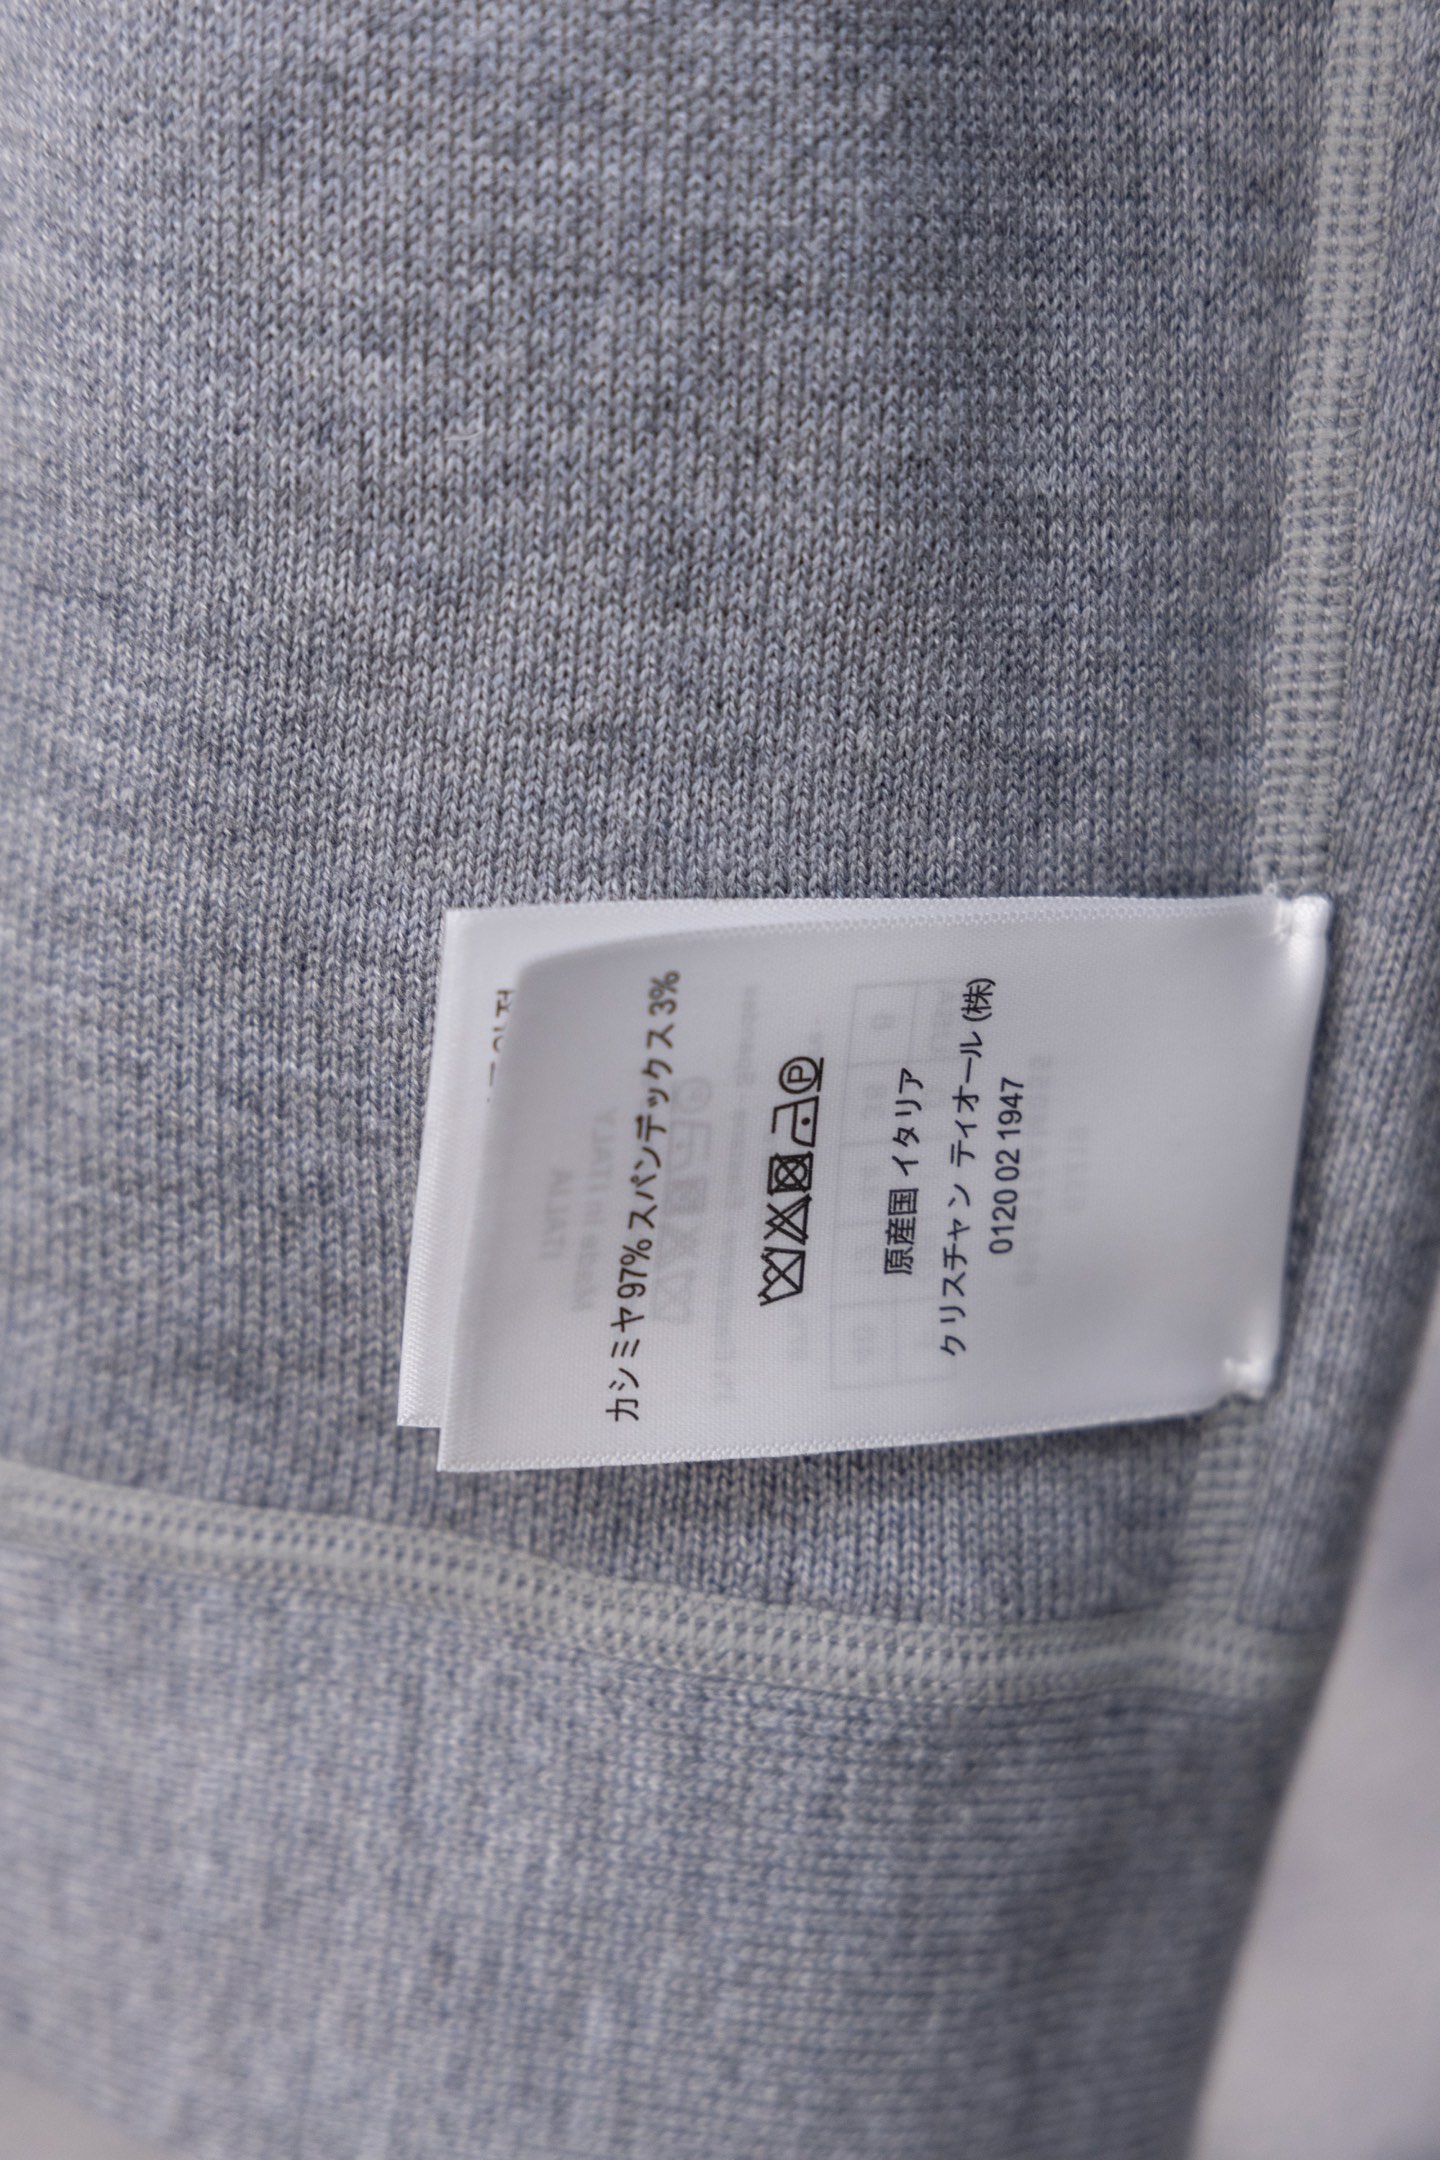 カシミヤ 97% スパンデックス 3%
P
原産国 イタリア
クリスチャン ディオール (株)
0120 02 1947